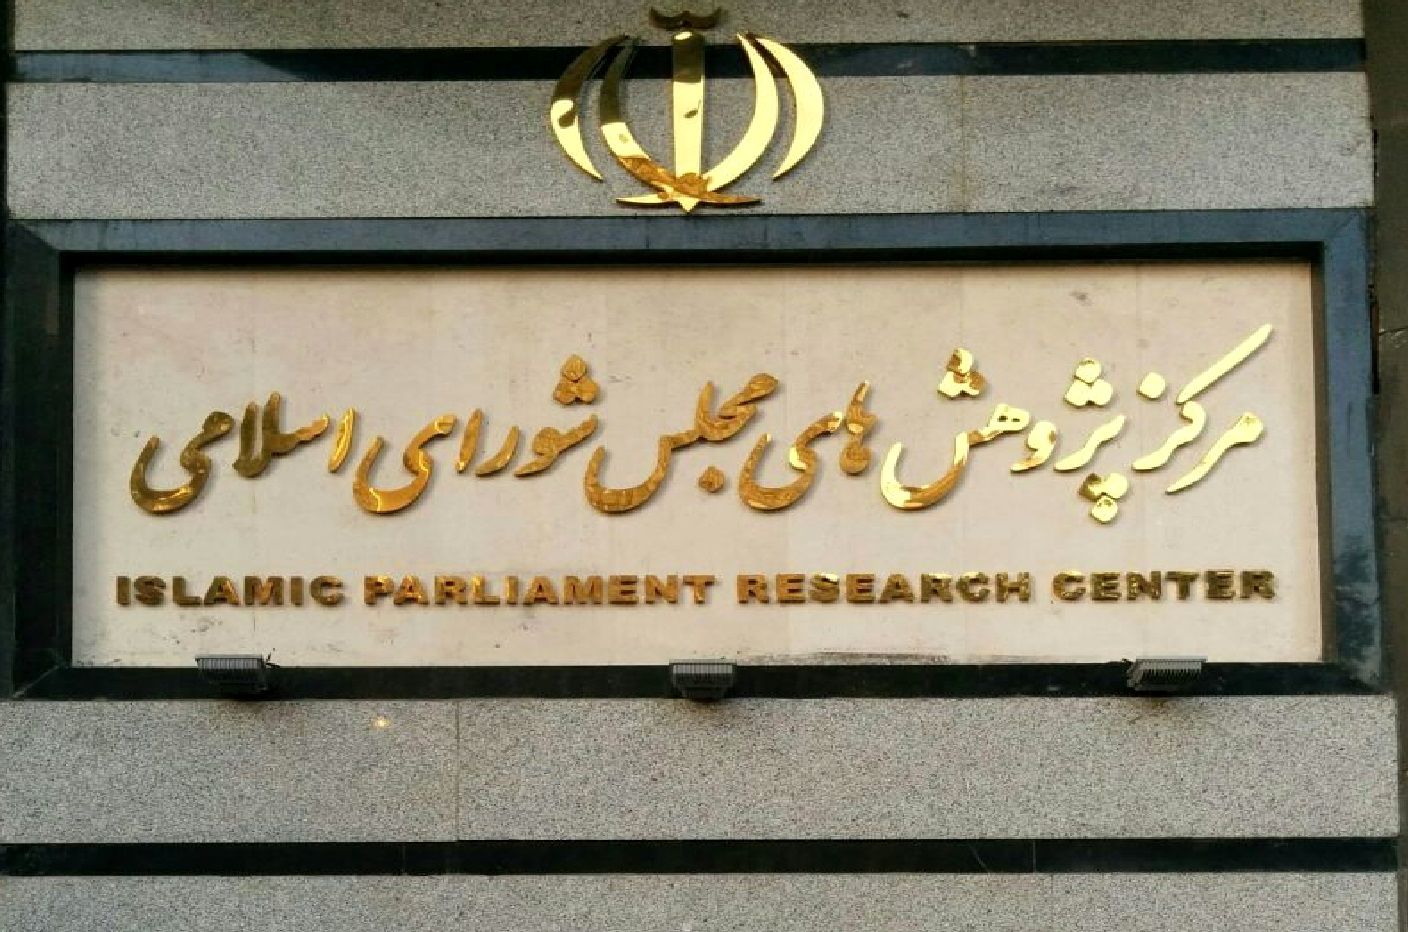 مرکز پژوهش های مجلس شورای اسلامی
ISLAMIC PARLIAMENT RESEARCH CENTER